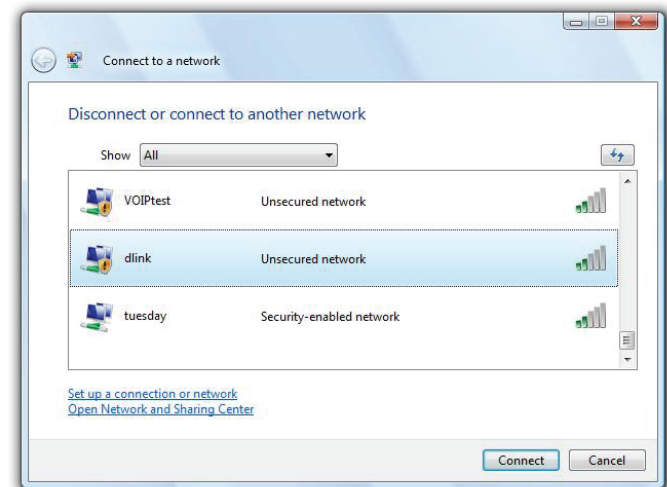 Connect to a network
Disconnect or connect to another network
Show All
VOIPtest Unsecured network
dlink Unsecured network
tuesday Security-enabled network
Set up a connection or network
Open Network and Sharing Center
Connect Cancel